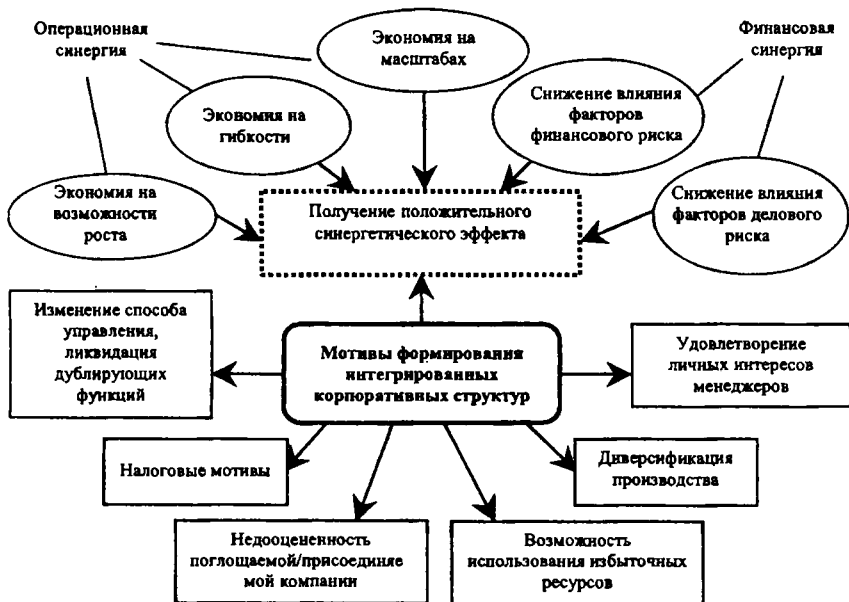 Операционная
синергия
Экономия на
масштабах
Финансовая
синергия
Экономия на
гибкости
Снижение влияния
факторов
финансового риска
Экономия на
возможности
роста
Получение положительного
синергетического эффекта
Снижение влияния
факторов делового
риска
Изменение способа
управления,
ликвидация
дублирующих
функций
Мотивы формирования
интегрированных
корпоративных структур
Удовлетворение
личных интересов
менеджеров
Налоговые мотивы
Диверсификация
производства
Недооцененность
поглощаемой/присоединяе
мой компании
Возможность
использования избыточных
ресурсов